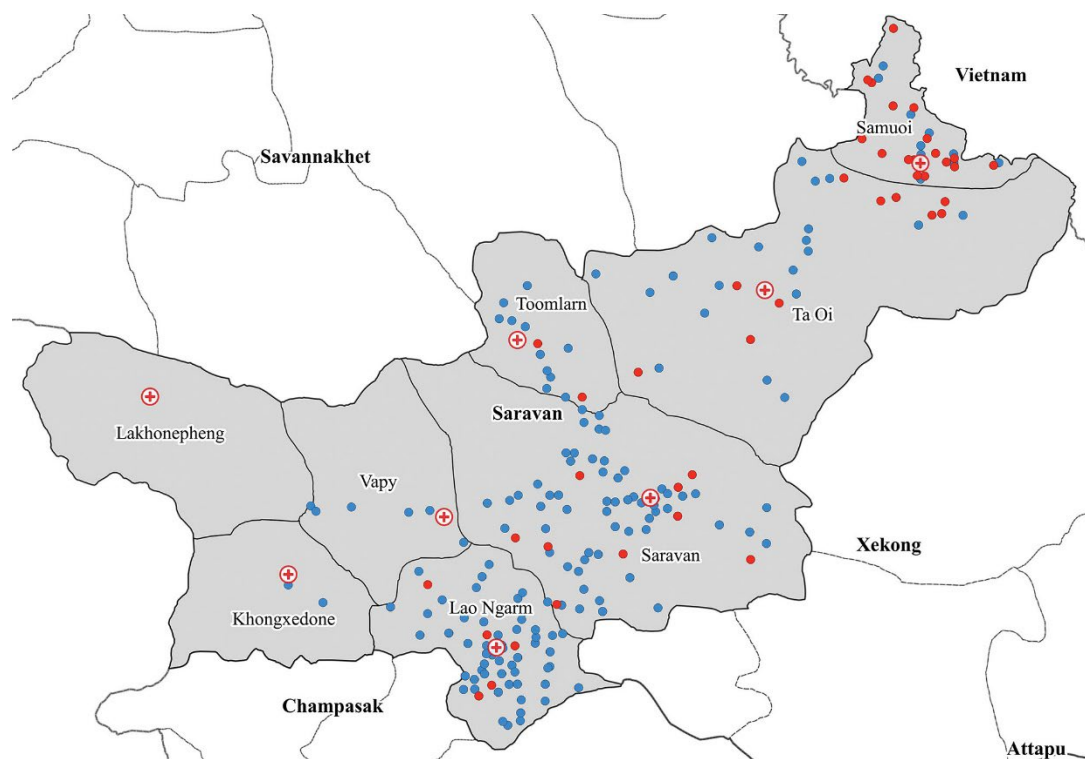 Vietnam
Samuoi
Savannakhet
Toomlarn
Ta Oi
Saravan
Lakhonepheng
Vapy
Saravan
Xekong
Khongxedone
Lao Ngarm
Champasak
Attapu